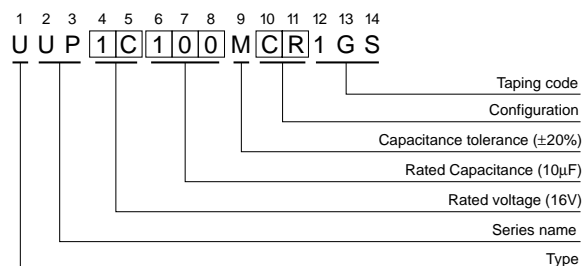 1 2 3 4 5 6 7 8 9 10 11 12 13 14
U U P 1 C 1 0 0 M C R 1 G S
Taping code
Configuration
Capacitance tolerance (±20%)
Rated Capacitance (10µF)
Rated voltage (16V)
Series name
Type